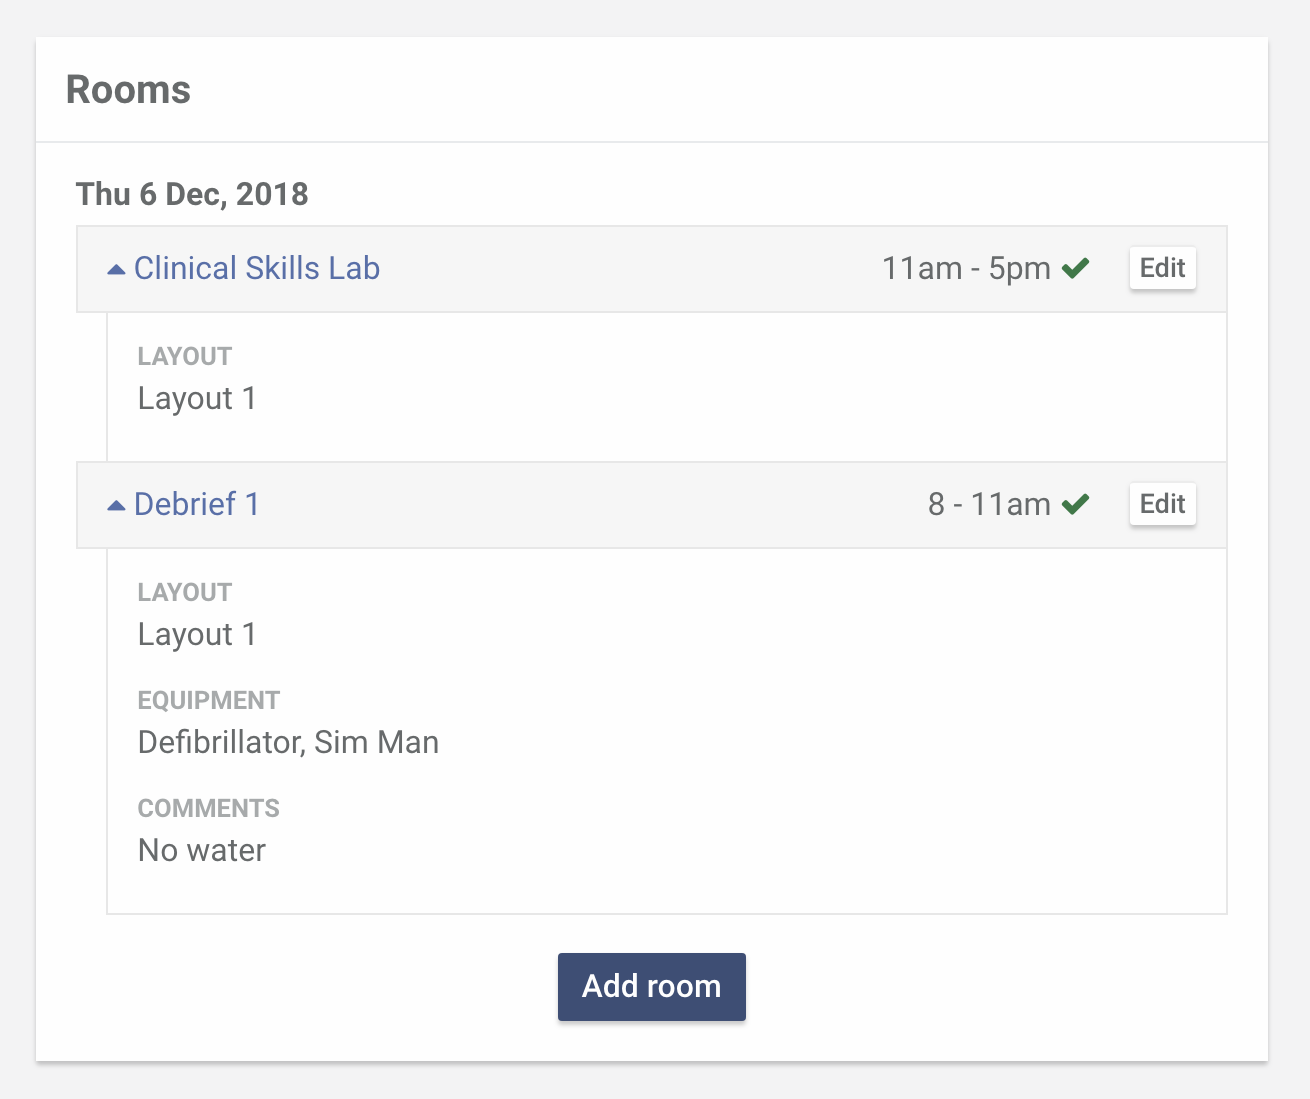 Rooms
Thu 6 Dec, 2018
Clinical Skills Lab 11am - 5pm Edit
LAYOUT
Layout 1
Debrief 1 8 - 11am Edit
LAYOUT
Layout 1
EQUIPMENT
Defibrillator, Sim Man
COMMENTS
No water
Add room